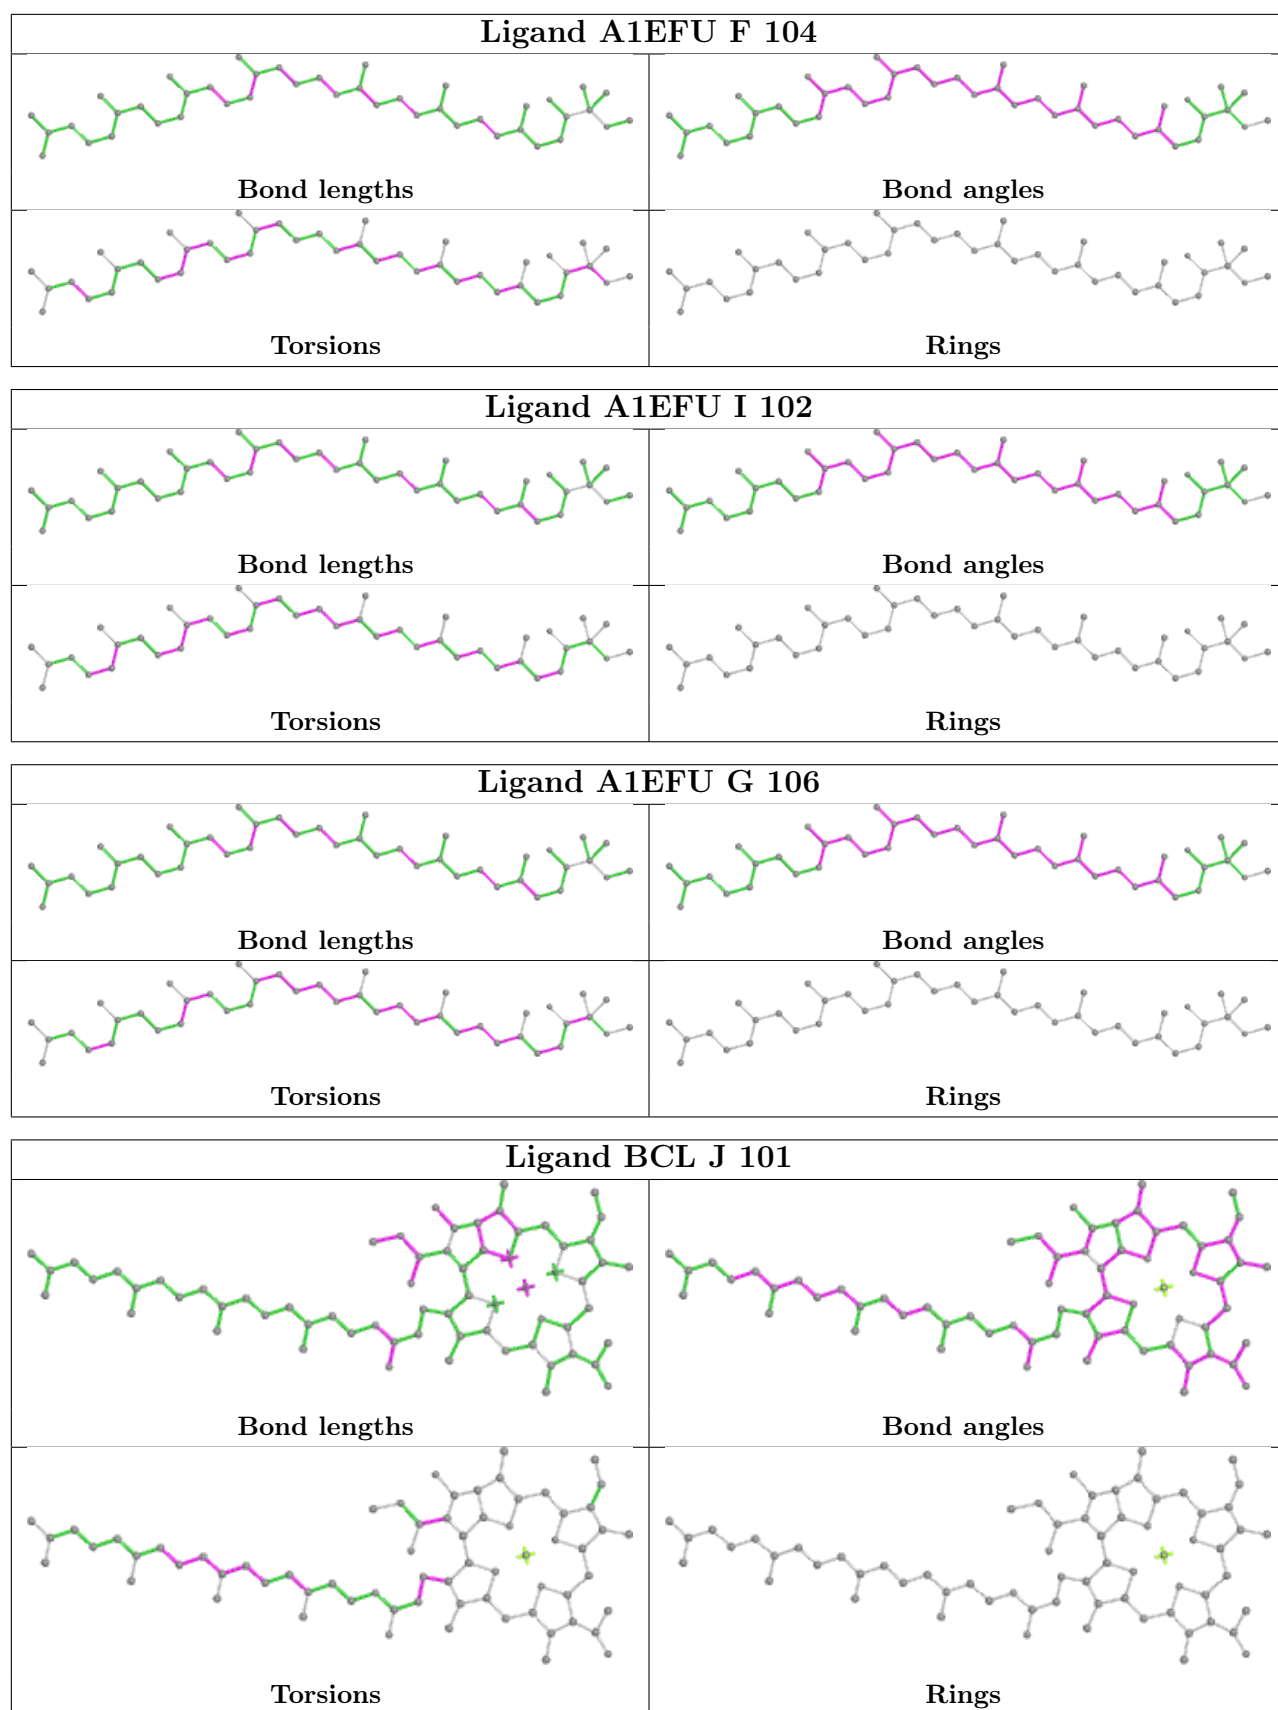 Ligand A1EFU F 104
Bond lengths
Bond angles
Torsions
Rings
Ligand A1EFU I 102
Bond lengths
Bond angles
Torsions
Rings
Ligand A1EFU G 106
Bond lengths
Bond angles
Torsions
Rings
Ligand BCL J 101
Bond lengths
Bond angles
Torsions
Rings